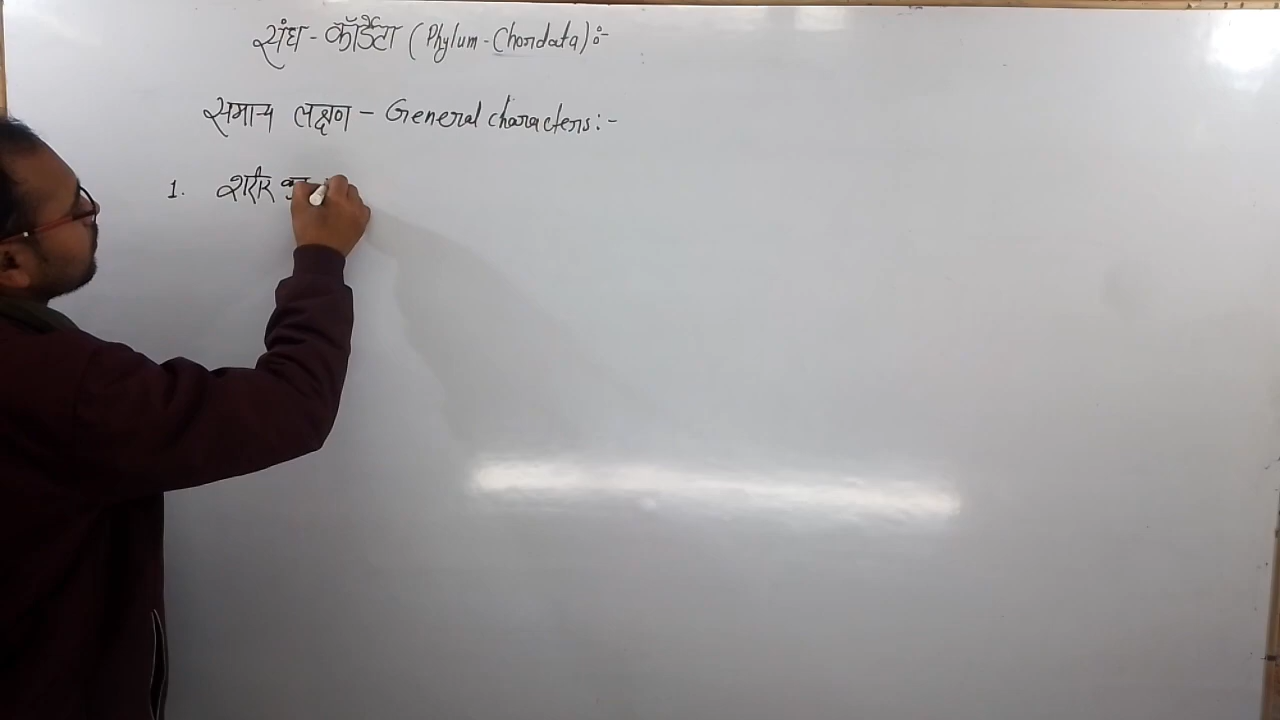 संघ - कॉर्डेटा (Phylum - Chordata):-
समान्य लक्षण - General characters:-
1. शरीर